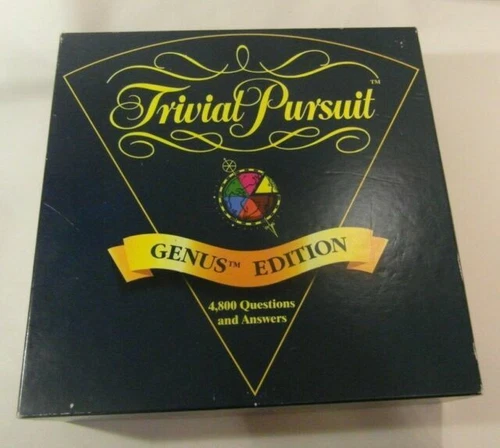 Trivial Pursuit™
GENUS™ EDITION
4,800 Questions
and Answers